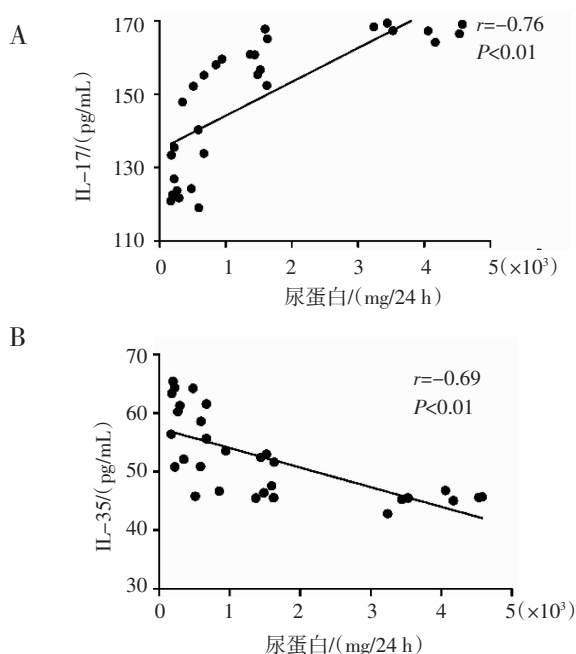 A
170
150
130
110
IL-17/(pg/mL)
r=-0.76
P<0.01
0 1 2 3 4 5(×10³)
尿蛋白/(mg/24 h)
B
70
60
50
40
30
IL-35/(pg/mL)
r=-0.69
P<0.01
0 1 2 3 4 5(×10³)
尿蛋白/(mg/24 h)